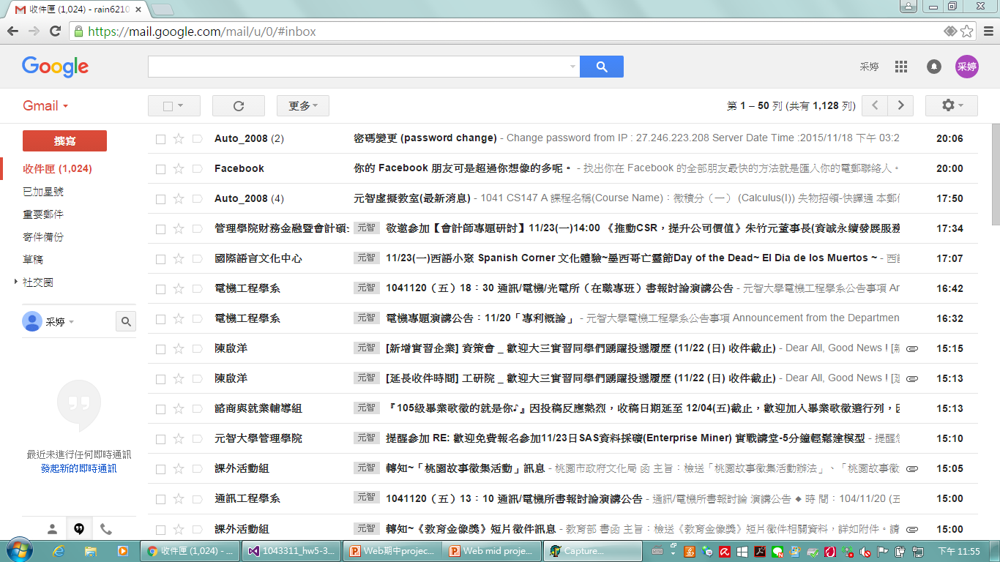 收件匣 (1,024) - rain6210
https://mail.google.com/mail/u/0/#inbox
Google
采婷
采婷
Gmail
更多
第 1 – 50 列 (共有 1,128 列)
撰寫
收件匣 (1,024)
已加星號
重要郵件
寄件備份
草稿
社交圈
采婷
最近未進行任何即時通訊
發起新的即時通訊
Auto_2008 (2) 密碼變更 (password change) - Change password from IP : 27.246.223.208 Server Date Time :2015/11/18 下午 03:2 20:06
Facebook 你的 Facebook 朋友可是超過你想像的多呢。 - 找出你在 Facebook 的全部朋友最快的方法就是匯入你的電郵聯絡人。 20:00
Auto_2008 (4) 元智虛擬教室(最新消息) - 1041 CS147 A 課程名稱(Course Name)：微積分（一） (Calculus(I)) 失物招領-快譯通 本郵 17:50
管理學院財務金融暨會計碩 元智 敬邀參加【會計師專題研討】11/23(一)14:00 《推動CSR，提升公司價值》朱竹元董事長(資誠永續發展服務 17:34
國際語言文化中心 元智 11/23(一)西語小聚 Spanish Corner 文化體驗~墨西哥亡靈節Day of the Dead~ El Dia de los Muertos ~ - 西 17:07
電機工程學系 元智 1041120（五）18：30 通訊/電機/光電所（在職專班）書報討論演講公告 - 元智大學電機工程學系公告事項 Ar 16:42
電機工程學系 元智 電機專題演講公告：11/20「專利概論」 - 元智大學電機工程學系公告事項 Announcement from the Departmen 16:32
陳啟洋 元智 [新增實習企業] 資策會 _ 歡迎大三實習同學們踴躍投遞履歷 (11/22 (日) 收件截止) - Dear All, Good News ! [新 15:15
陳啟洋 元智 [延長收件時間] 工研院 _ 歡迎大三實習同學們踴躍投遞履歷 (11/22 (日) 收件截止) - Dear All, Good News ! [延 15:13
諮商與就業輔導組 元智 『105級畢業歌徵的就是你♪』因投稿反應熱烈，收稿日期延至 12/04(五)截止，歡迎加入畢業歌徵選行列，因 15:13
元智大學管理學院 元智 提醒參加 RE: 歡迎免費報名參加11/23日SAS資料採礦(Enterprise Miner) 實戰講堂-5分鐘輕鬆建模型 - 提醒您 15:10
課外活動組 元智 轉知~「桃園故事徵集活動」訊息 - 桃園市政府文化局 函 主旨：檢送「桃園故事徵集活動辦法」、「桃園故事徵 15:05
通訊工程學系 元智 1041120（五）13：10 通訊/電機所書報討論演講公告 - 通訊/電機所書報討論 演講公告 ◆ 時 間：104/11/20 (五 15:00
課外活動組 元智 轉知~《教育金像獎》短片徵件訊息 - 教育部 書函 主旨：檢送《教育金像獎》短片徵件相關資料，詳如附件。請 15:00
收件匣 (1,024) - ...
1043311_hw5-3...
Web期中projec...
Web mid proje...
Capture...
下午 11:55